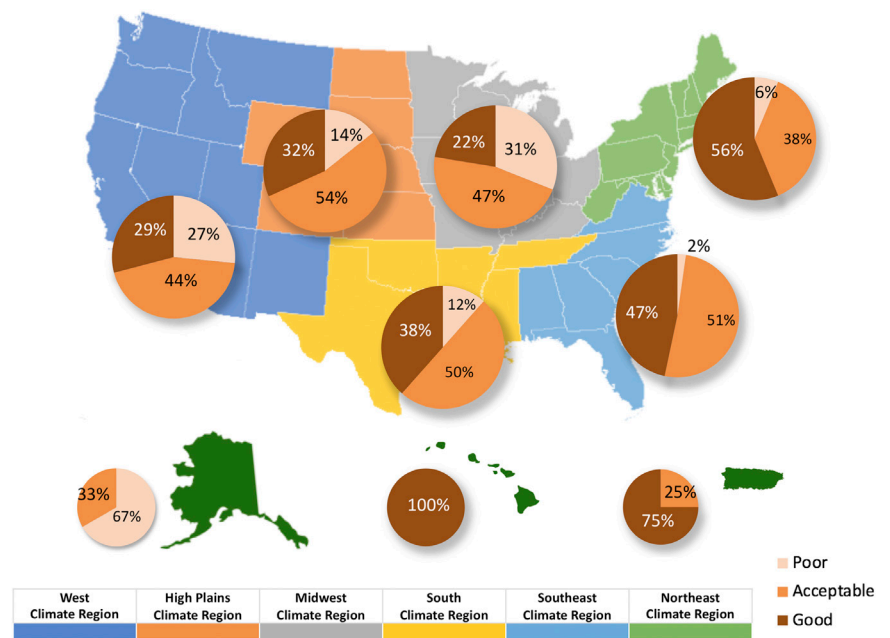 6%
14%
32%
22%
31%
38%
56%
54%
47%
29%
27%
2%
44%
12%
38%
47%
51%
50%
33%
67%
100%
25%
75%
Poor
Acceptable
Good
West
Climate Region
High Plains
Climate Region
Midwest
Climate Region
South
Climate Region
Southeast
Climate Region
Northeast
Climate Region